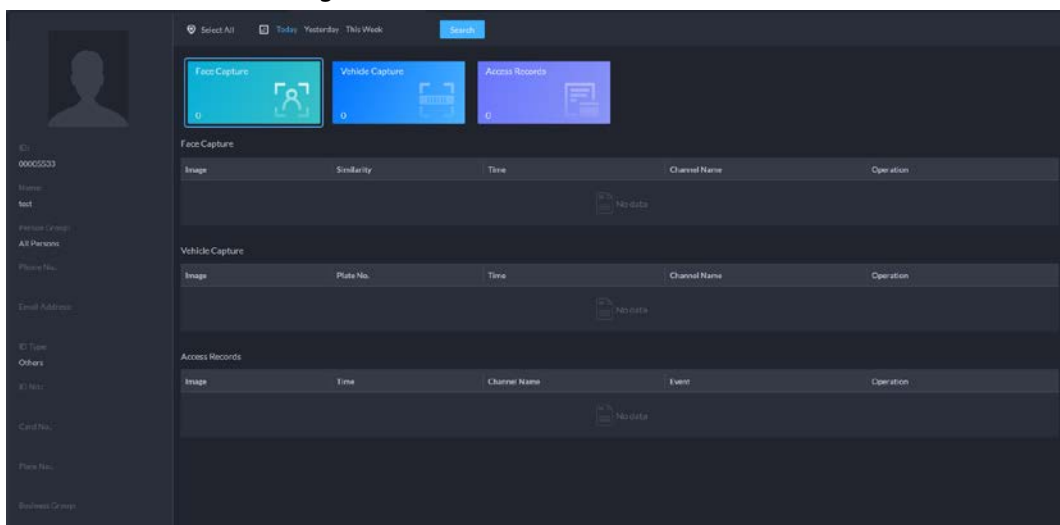 Select All Today Yesterday This Week Search
Face Capture Vehicle Capture Access Records
0 0 0
ID:
00005533
Name:
test
Person Group:
All Persons
Phone No.:
Email Address:
ID Type:
Others
ID No.:
Card No.:
Plate No.:
Business Group:
Face Capture
Image Similarity Time Channel Name Operation
No data
Vehicle Capture
Image Plate No. Time Channel Name Operation
No data
Access Records
Image Time Channel Name Event Operation
No data